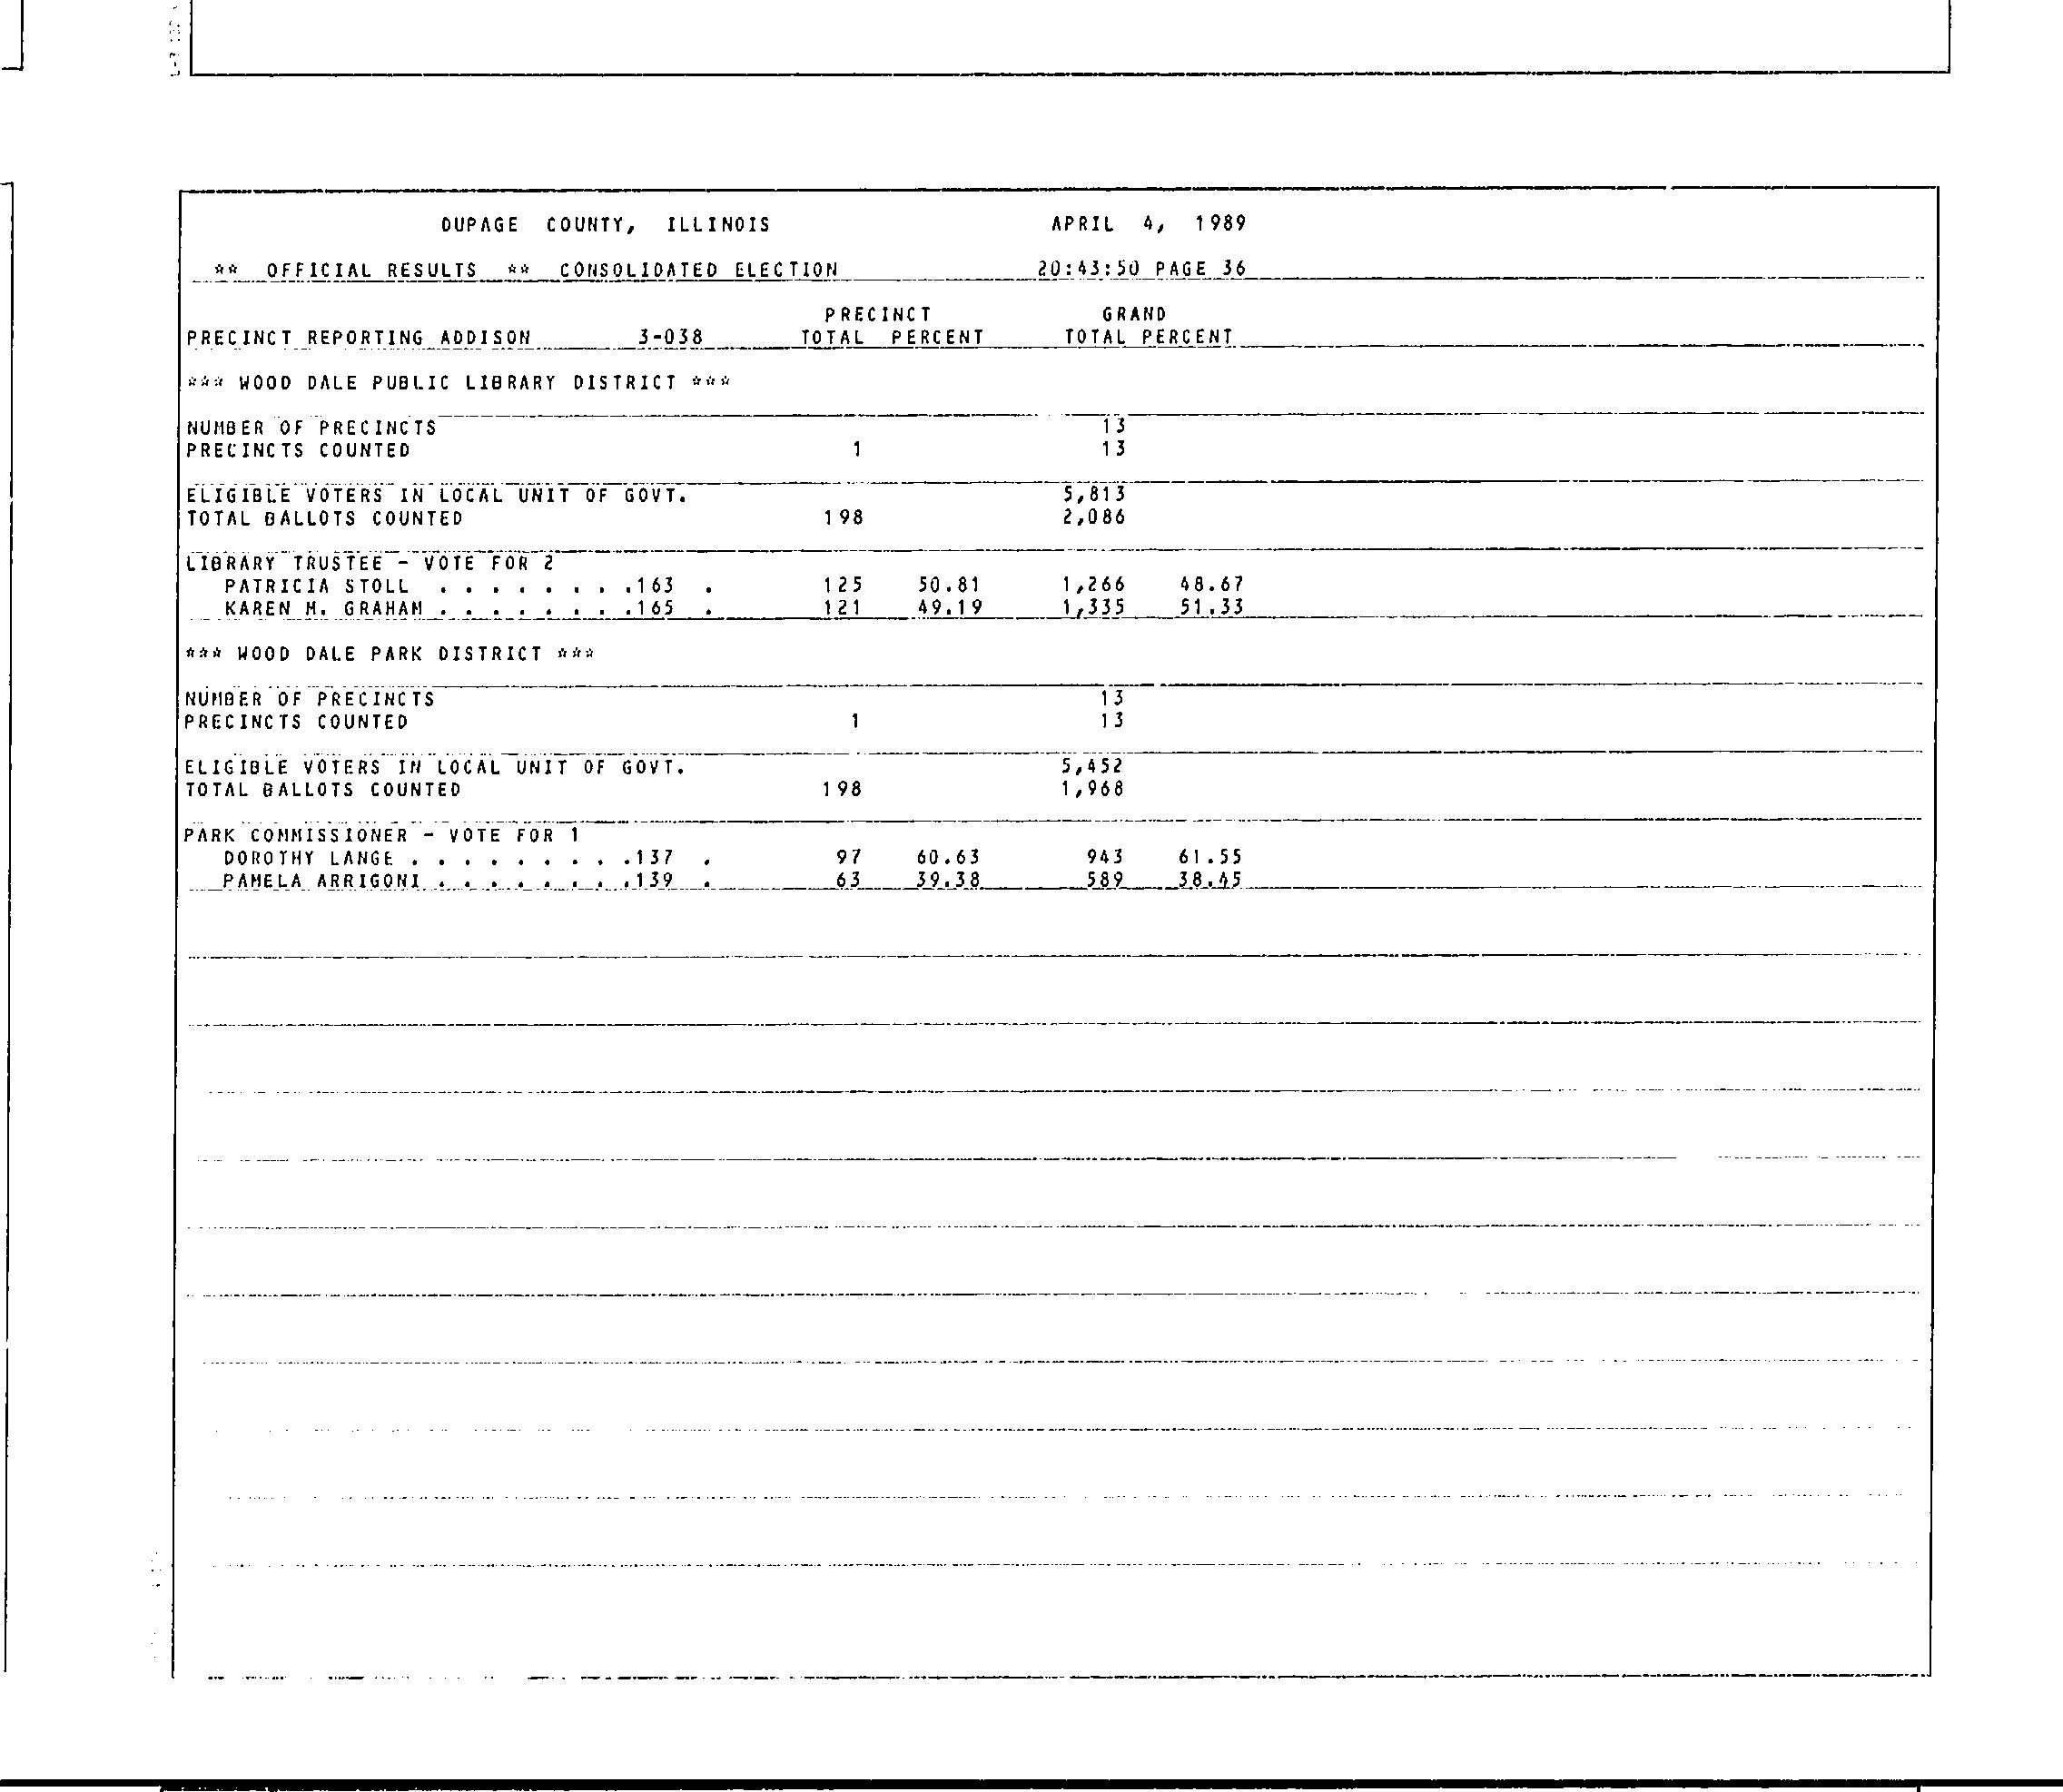 DUPAGE COUNTY, ILLINOIS APRIL 4, 1989
** OFFICIAL RESULTS ** CONSOLIDATED ELECTION 20:43:50 PAGE 36
PRECINCT GRAND
PRECINCT REPORTING ADDISON 3-038 TOTAL PERCENT TOTAL PERCENT
*** WOOD DALE PUBLIC LIBRARY DISTRICT ***
NUMBER OF PRECINCTS 13
PRECINCTS COUNTED 1 13
ELIGIBLE VOTERS IN LOCAL UNIT OF GOVT. 5,813
TOTAL BALLOTS COUNTED 198 2,086
LIBRARY TRUSTEE - VOTE FOR 2
PATRICIA STOLL . . . . . . . .163 . 125 50.81 1,266 48.67
KAREN M. GRAHAM . . . . . . . .165 . 121 49.19 1,335 51.33
*** WOOD DALE PARK DISTRICT ***
NUMBER OF PRECINCTS 13
PRECINCTS COUNTED 1 13
ELIGIBLE VOTERS IN LOCAL UNIT OF GOVT. 5,452
TOTAL BALLOTS COUNTED 198 1,968
PARK COMMISSIONER - VOTE FOR 1
DOROTHY LANGE . . . . . . . . .137 . 97 60.63 943 61.55
PAMELA ARRIGONI . . . . . . . .139 . 63 39.38 589 38.45